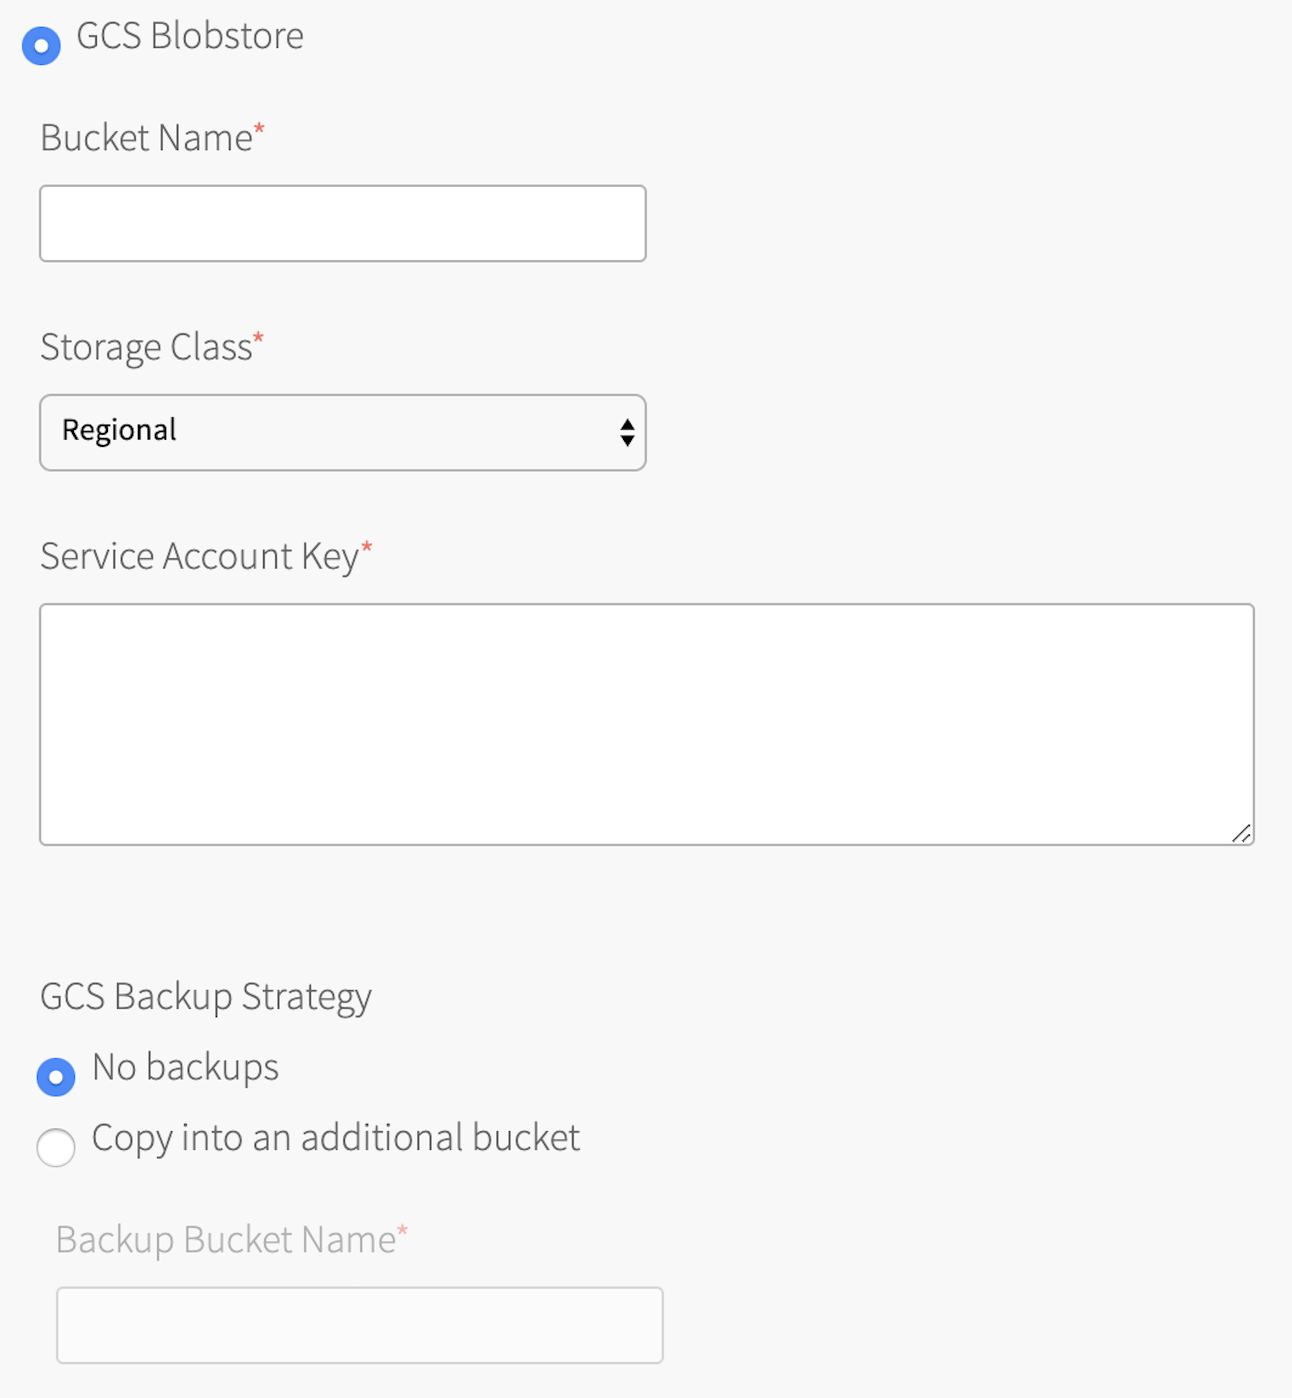 GCS Blobstore
Bucket Name*
Storage Class*
Regional
Service Account Key*
GCS Backup Strategy
No backups
Copy into an additional bucket
Backup Bucket Name*